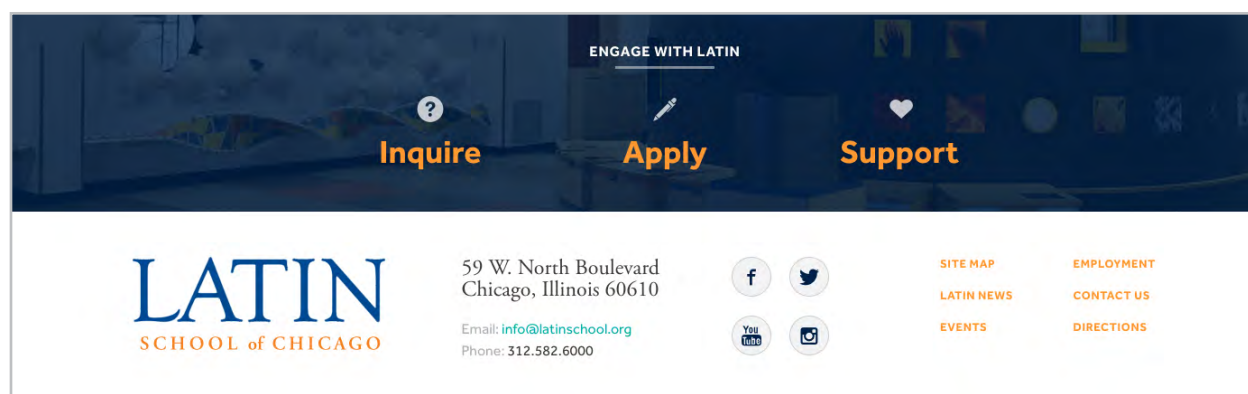 ENGAGE WITH LATIN
?
Inquire
Apply
Support
LATIN
SCHOOL of CHICAGO
59 W. North Boulevard
Chicago, Illinois 60610
Email: info@latinschool.org
Phone: 312.582.6000
f
You
Tube
SITE MAP
LATIN NEWS
EVENTS
EMPLOYMENT
CONTACT US
DIRECTIONS